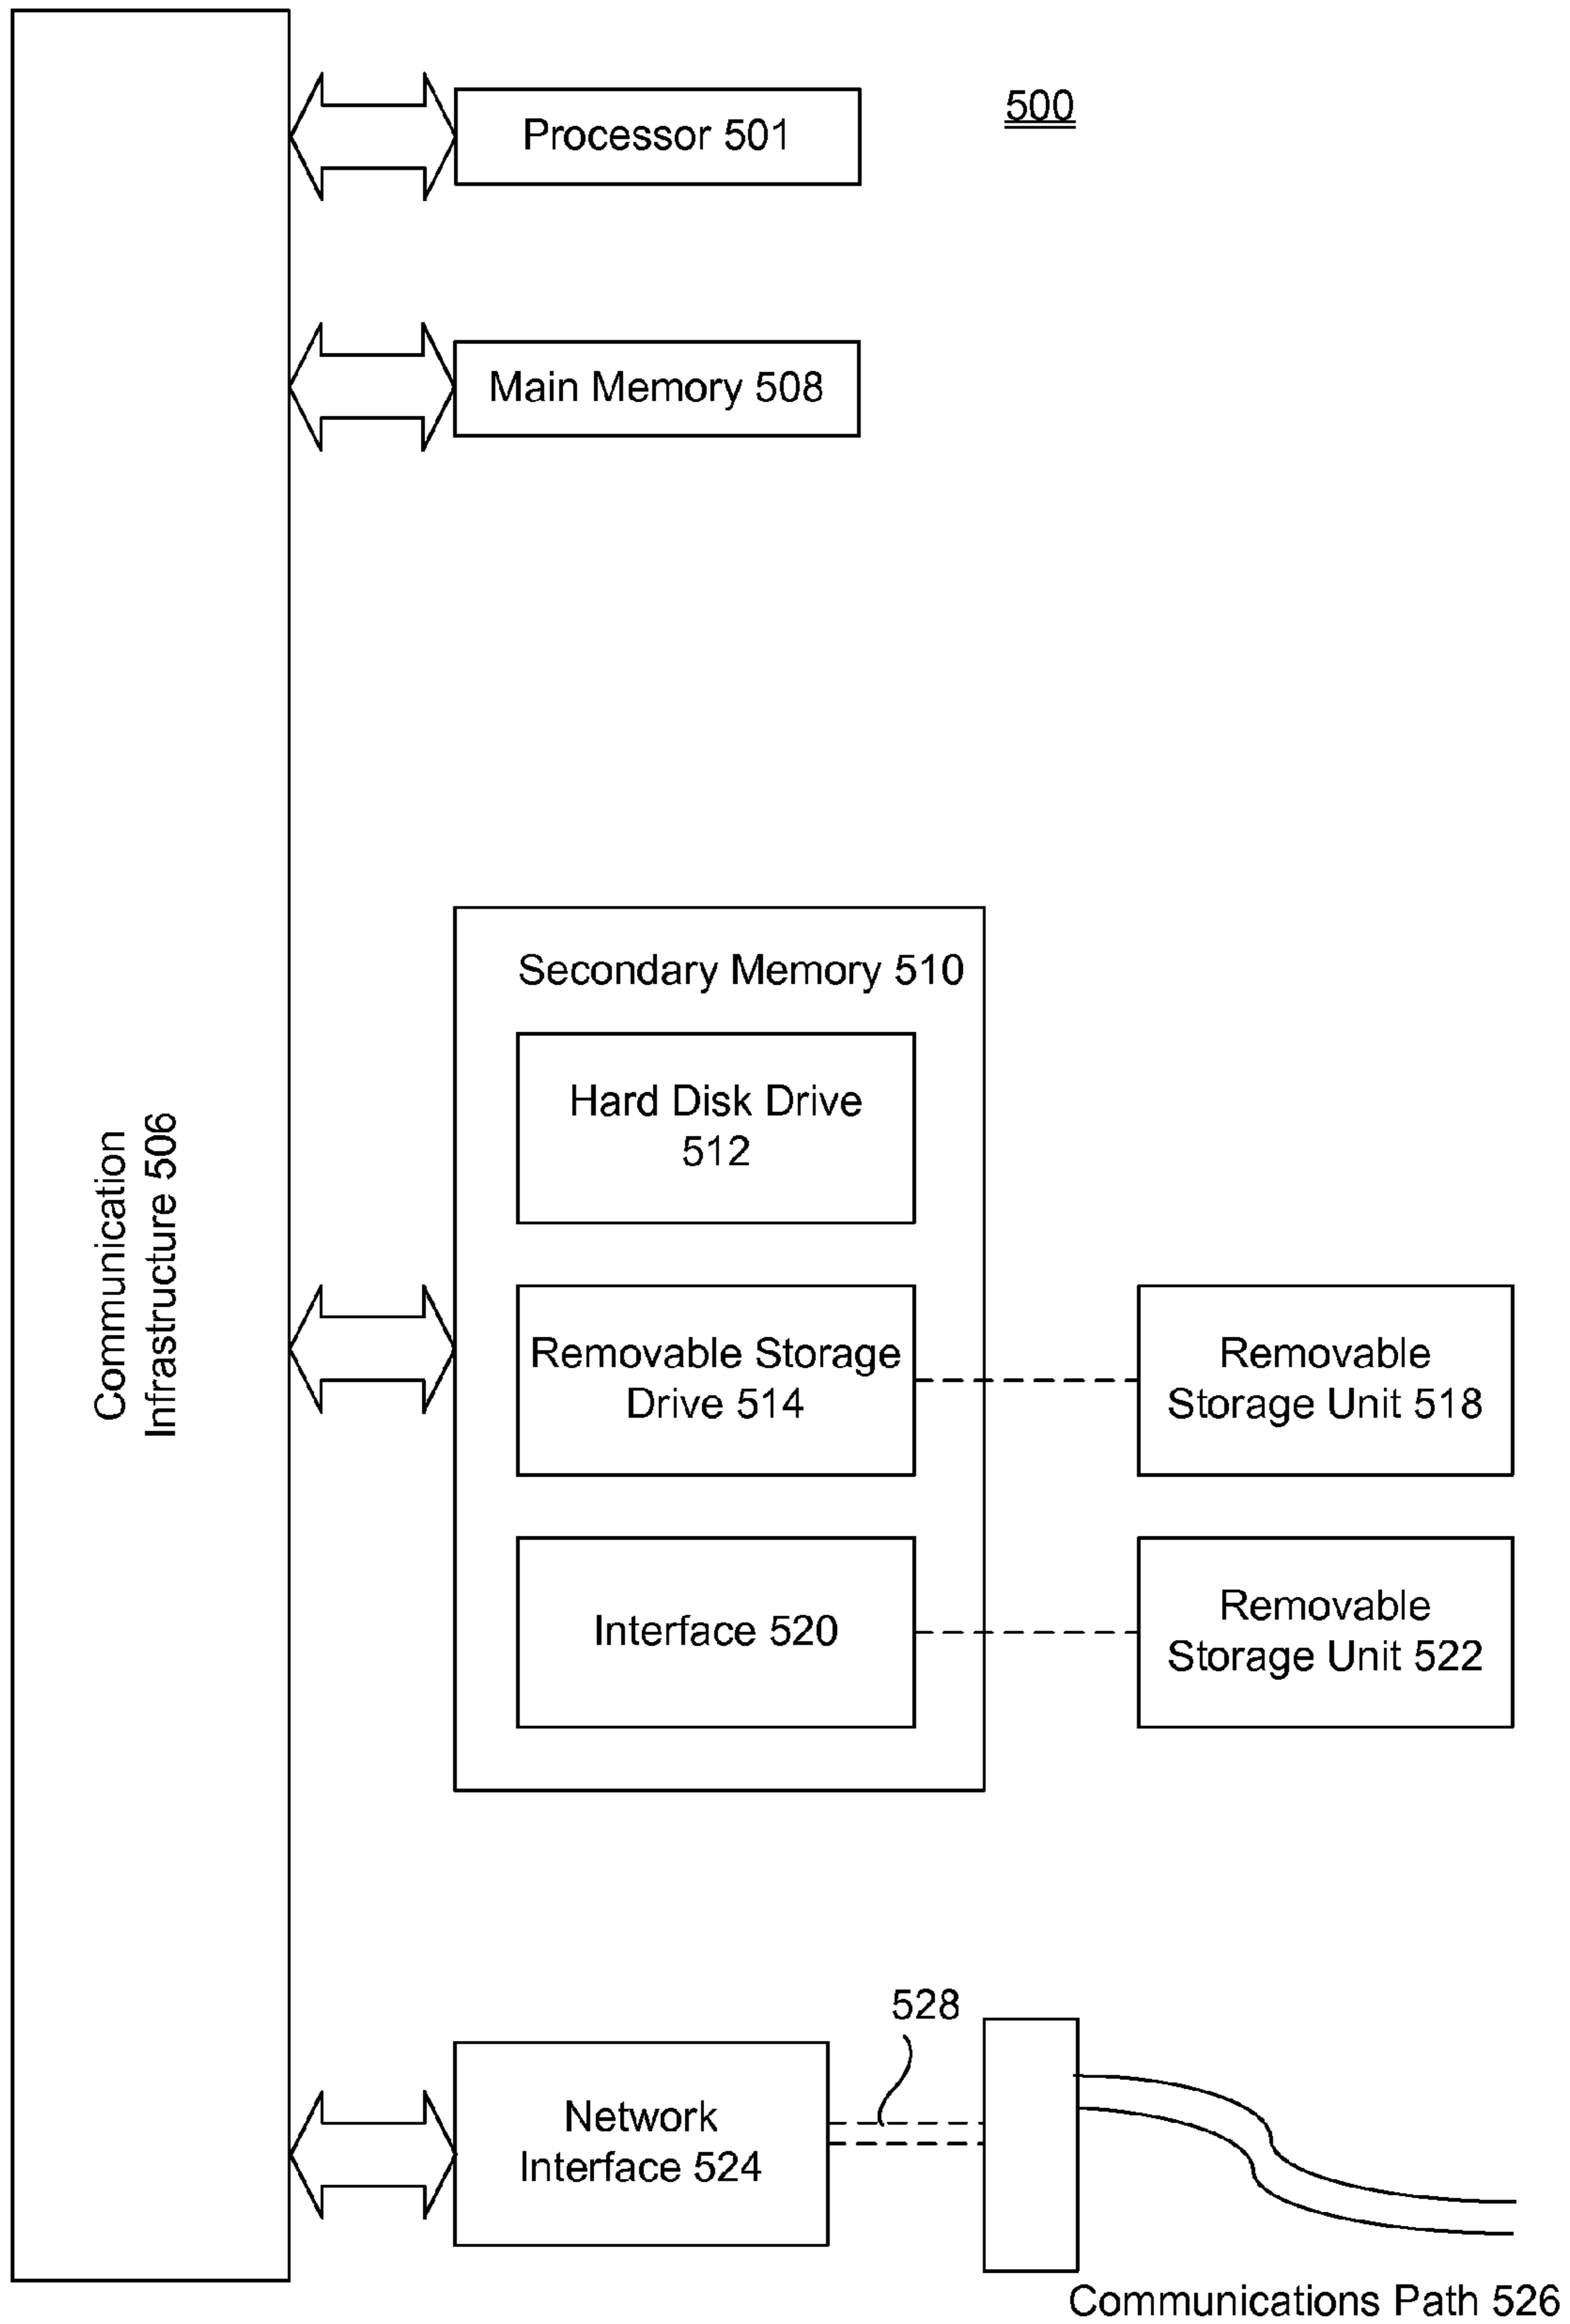 Processor 501
500
Main Memory 508
Communication
Infrastructure 506
Secondary Memory 510
Hard Disk Drive
512
Removable Storage
Drive 514
Removable
Storage Unit 518
Interface 520
Removable
Storage Unit 522
528
Network
Interface 524
Communications Path 526